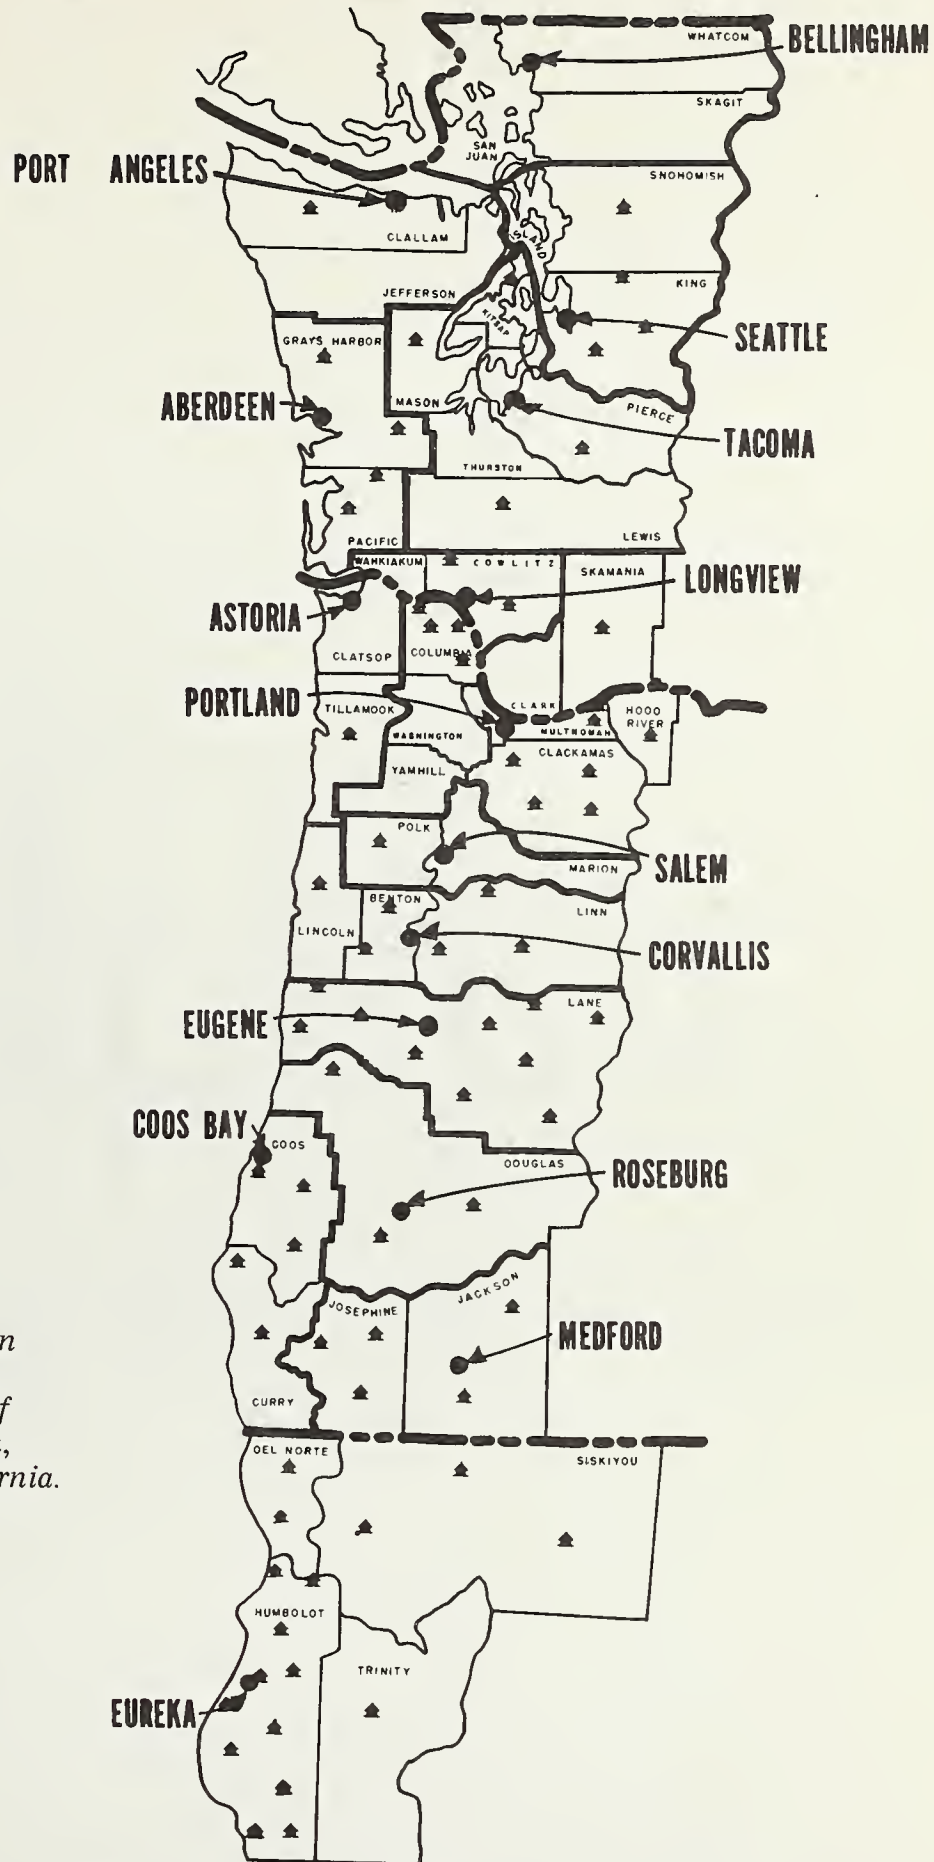 WHATCOM
BELLINGHAM
SKAGIT
SAN
JUAN
PORT ANGELES
SNOHOMISH
CLALLAM
ISLAND
KING
JEFFERSON
KITSAP
SEATTLE
GRAYS HARBOR
ABERDEEN
MASON
PIERCE
TACOMA
THURSTON
LEWIS
PACIFIC
WAHKIAKUM
COWLITZ
SKAMANIA
LONGVIEW
ASTORIA
CLATSOP
COLUMBIA
PORTLAND
TILLAMOOK
CLARK
HOOD
RIVER
WASHINGTON
MULTNOMAH
CLACKAMAS
YAMHILL
POLK
MARION
SALEM
BENTON
LINN
LINCOLN
CORVALLIS
LANE
EUGENE
COOS BAY
COOS
DOUGLAS
ROSEBURG
JACKSON
JOSEPHINE
n
MEDFORD
f
CURRY
,
rnia.
DEL NORTE
SISKIYOU
HUMBOLOT
TRINITY
EUREKA